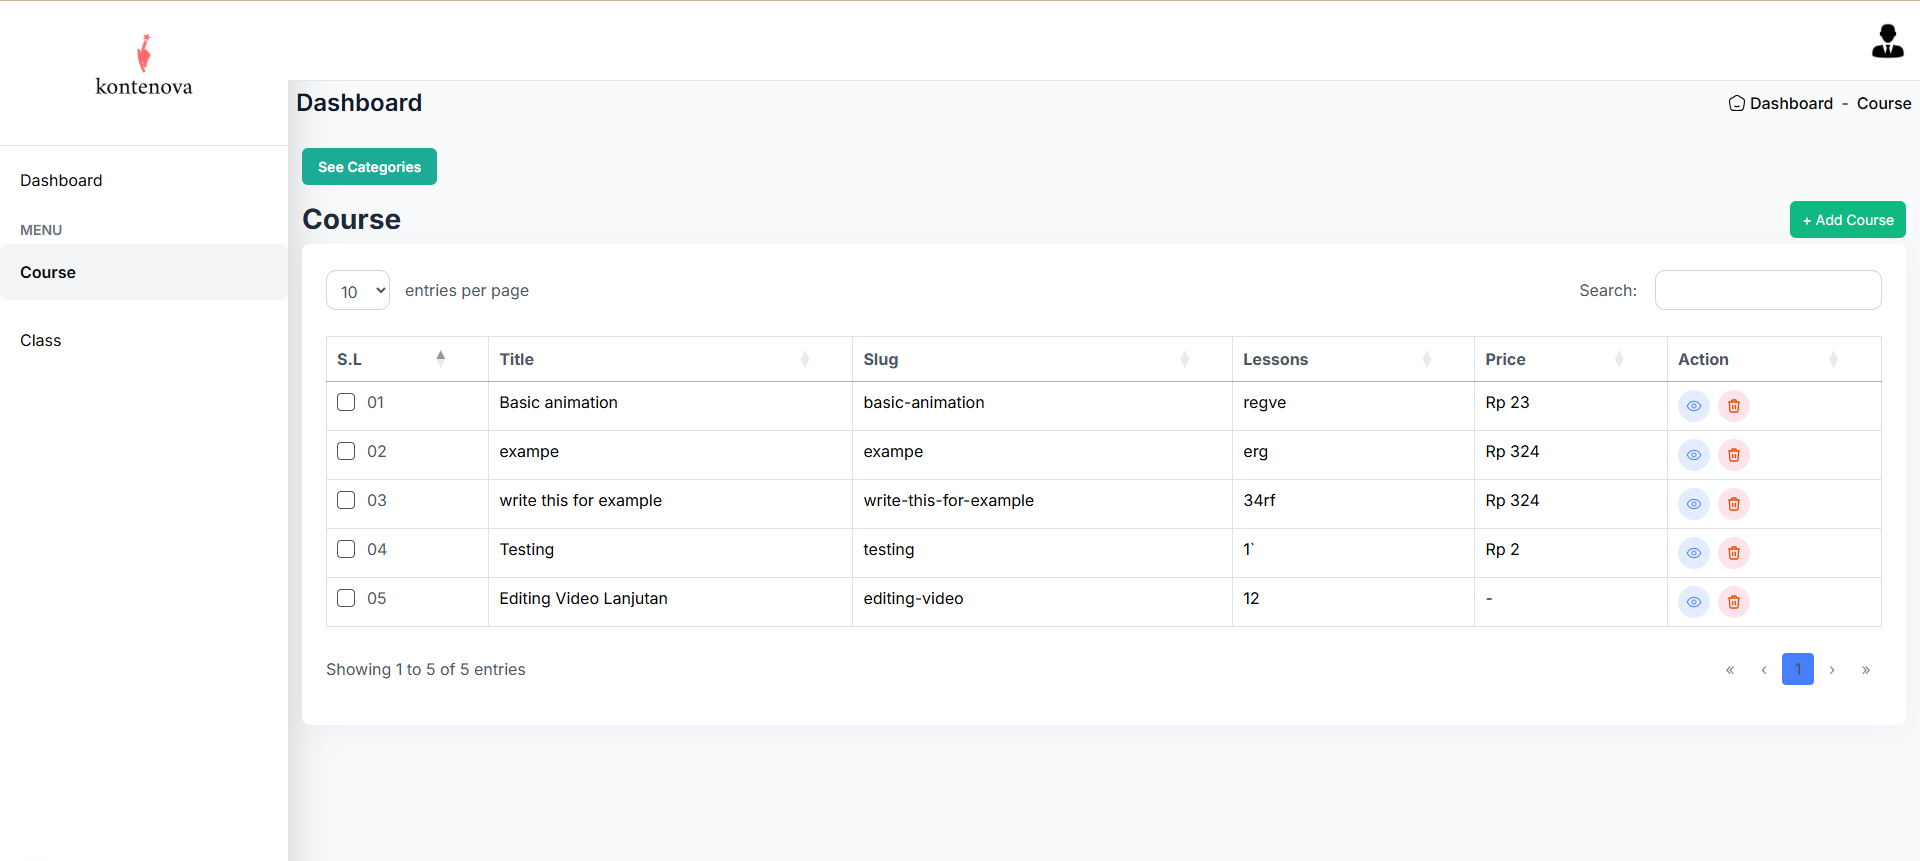 kontenova
Dashboard
Dashboard - Course
Dashboard
MENU
Course
Class
See Categories
Course
+ Add Course
10 entries per page
Search:
S.L Title Slug Lessons Price Action
01 Basic animation basic-animation regve Rp 23
02 exampe exampe erg Rp 324
03 write this for example write-this-for-example 34rf Rp 324
04 Testing testing 1` Rp 2
05 Editing Video Lanjutan editing-video 12 -
Showing 1 to 5 of 5 entries
« ‹ 1 › »